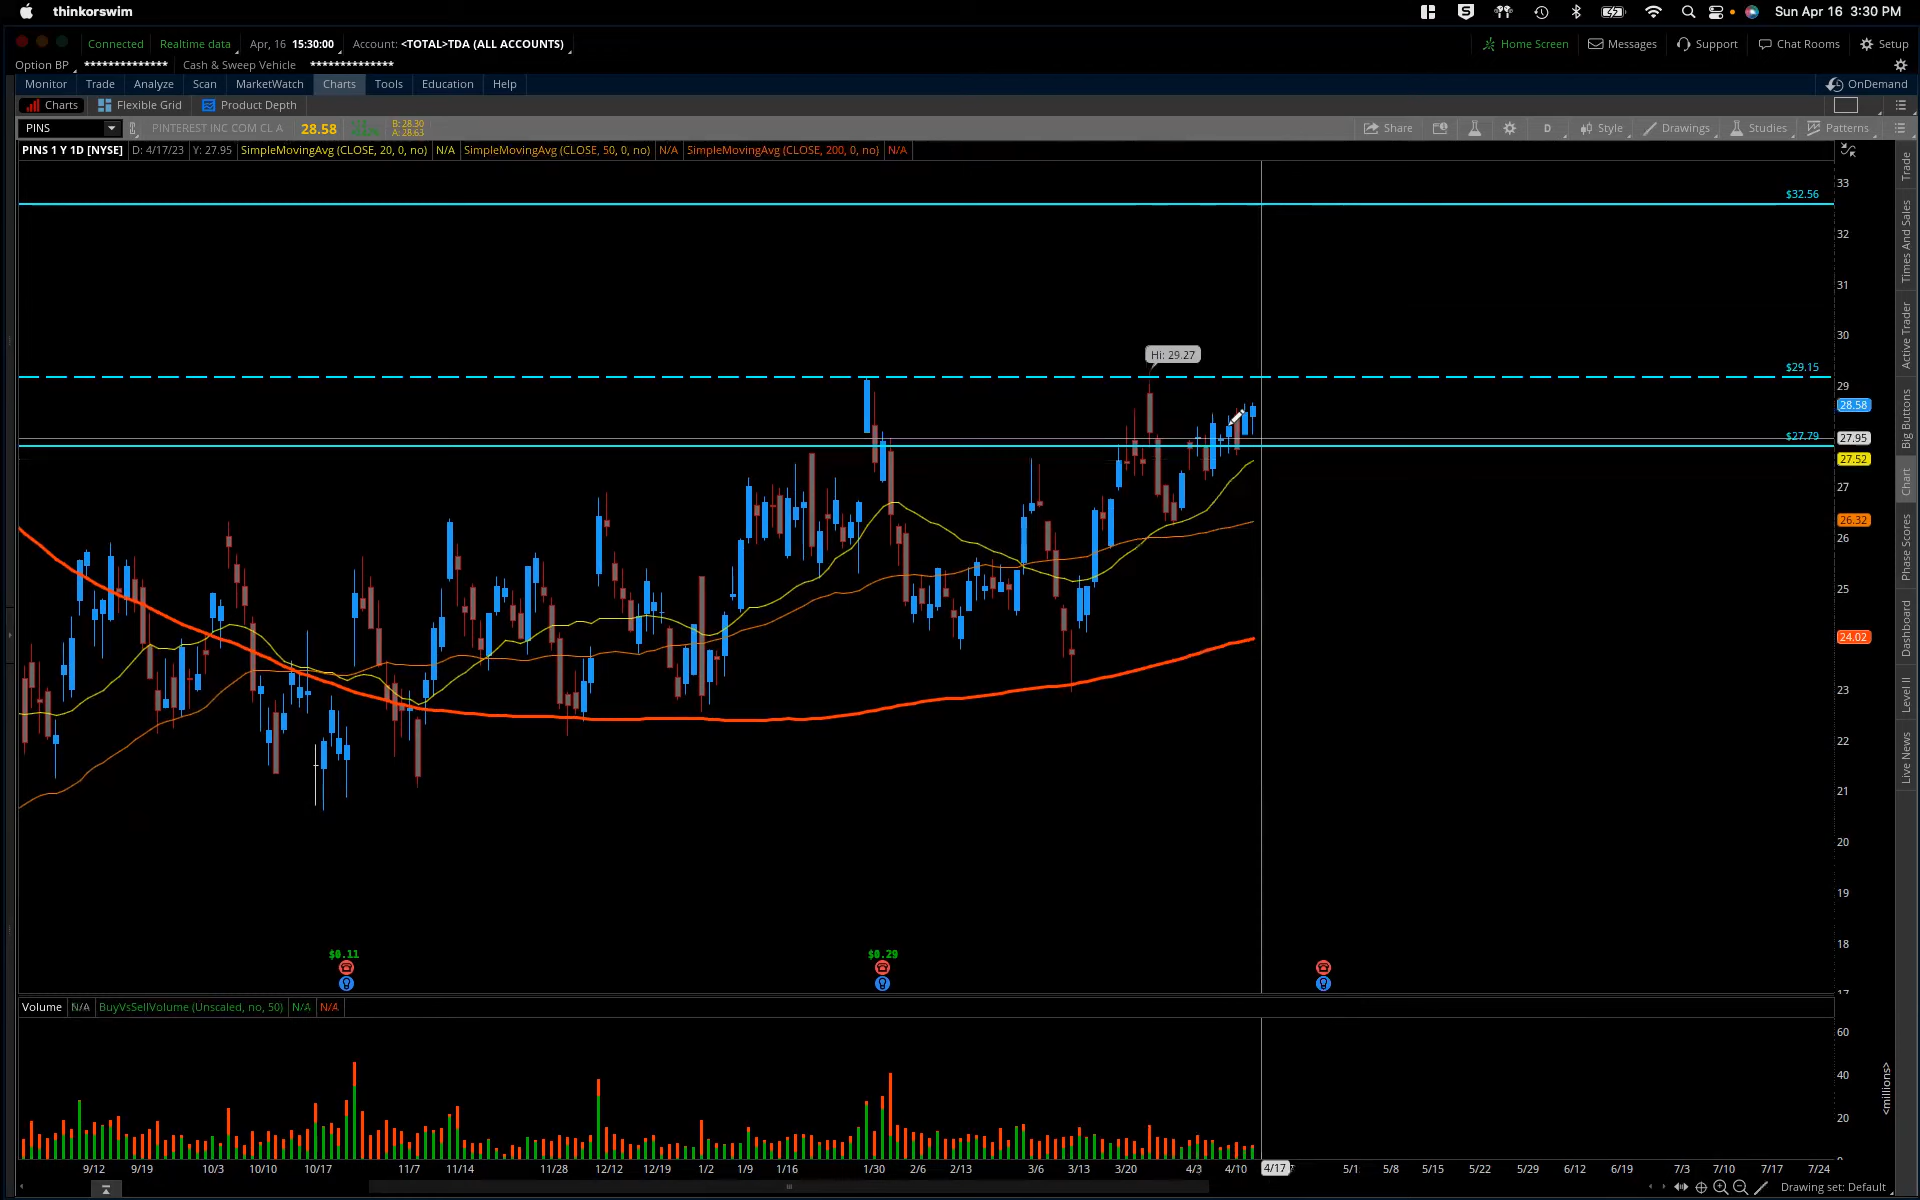 thinkorswim
Sun Apr 16 3:30 PM
Connected Realtime data Apr, 16 15:30:00 Account: <TOTAL>TDA (ALL ACCOUNTS)
Home Screen Messages Support Chat Rooms Setup
Option BP ************** Cash & Sweep Vehicle **************
Monitor Trade Analyze Scan MarketWatch Charts Tools Education Help
OnDemand
Charts Flexible Grid Product Depth
PINS PINTEREST INC COM CL A 28.58
B: 28.30
A: 28.63
Share D Style Drawings Studies Patterns
PINS 1 Y 1D [NYSE] D: 4/17/23 Y: 27.95 SimpleMovingAvg (CLOSE, 20, 0, no) N/A SimpleMovingAvg (CLOSE, 50, 0, no) N/A SimpleMovingAvg (CLOSE, 200, 0, no) N/A
33
$32.56
32
31
30
Hi: 29.27
$29.15
29
28.58
$27.79
27.95
27.52
27
26.32
26
25
24.02
23
22
21
20
19
18
$0.11 $0.29
Volume N/A BuyVsSellVolume (Unscaled, no, 50) N/A N/A
60
40
20
<millions>
9/12 9/19 10/3 10/10 10/17 11/7 11/14 11/28 12/12 12/19 1/2 1/9 1/16 1/30 2/6 2/13 3/6 3/13 3/20 4/3 4/10 4/17 5/1 5/8 5/15 5/22 5/29 6/12 6/19 7/3 7/10 7/17 7/24
Drawing set: Default
Trade
Times And Sales
Active Trader
Big Buttons
Chart
Phase Scores
Dashboard
Level II
Live News